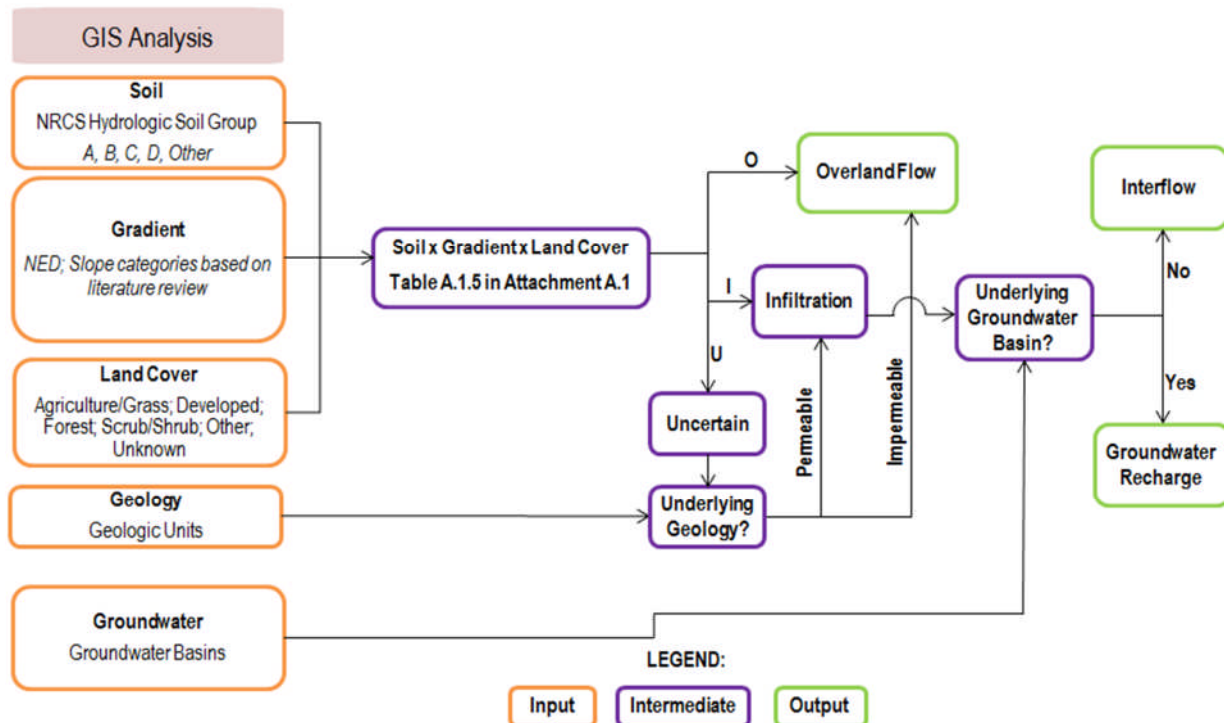 GIS Analysis
Soil
NRCS Hydrologic Soil Group
A, B, C, D, Other
Gradient
NED; Slope categories based on
literature review
Land Cover
Agriculture/Grass; Developed;
Forest; Scrub/Shrub; Other;
Unknown
Geology
Geologic Units
Groundwater
Groundwater Basins
Soil x Gradient x Land Cover
Table A.1.5 in Attachment A.1
O
I
U
Overland Flow
Infiltration
Uncertain
Underlying
Geology?
Permeable
Impermeable
Underlying
Groundwater
Basin?
Interflow
No
Yes
Groundwater
Recharge
LEGEND:
Input
Intermediate
Output